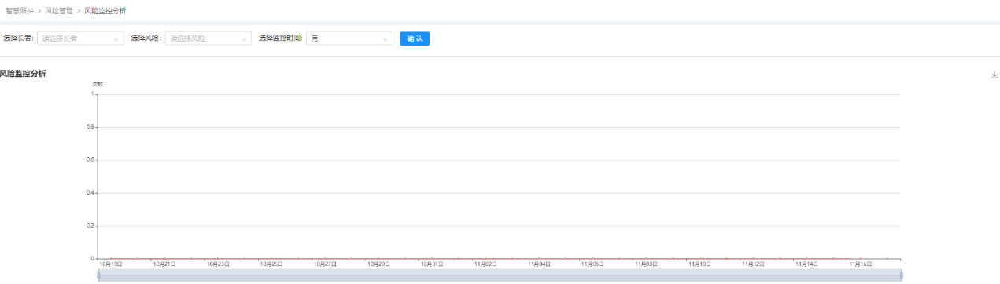 智慧照护 > 风险管理 > 风险监控分析
选择长者: 请选择长者 选择风险: 请选择风险 选择监控时间: 月 确 认
风险监控分析
次数
1
0.8
0.6
0.4
0.2
0
10月19日 10月21日 10月23日 10月25日 10月27日 10月29日 10月31日 11月02日 11月04日 11月06日 11月08日 11月10日 11月12日 11月14日 11月16日